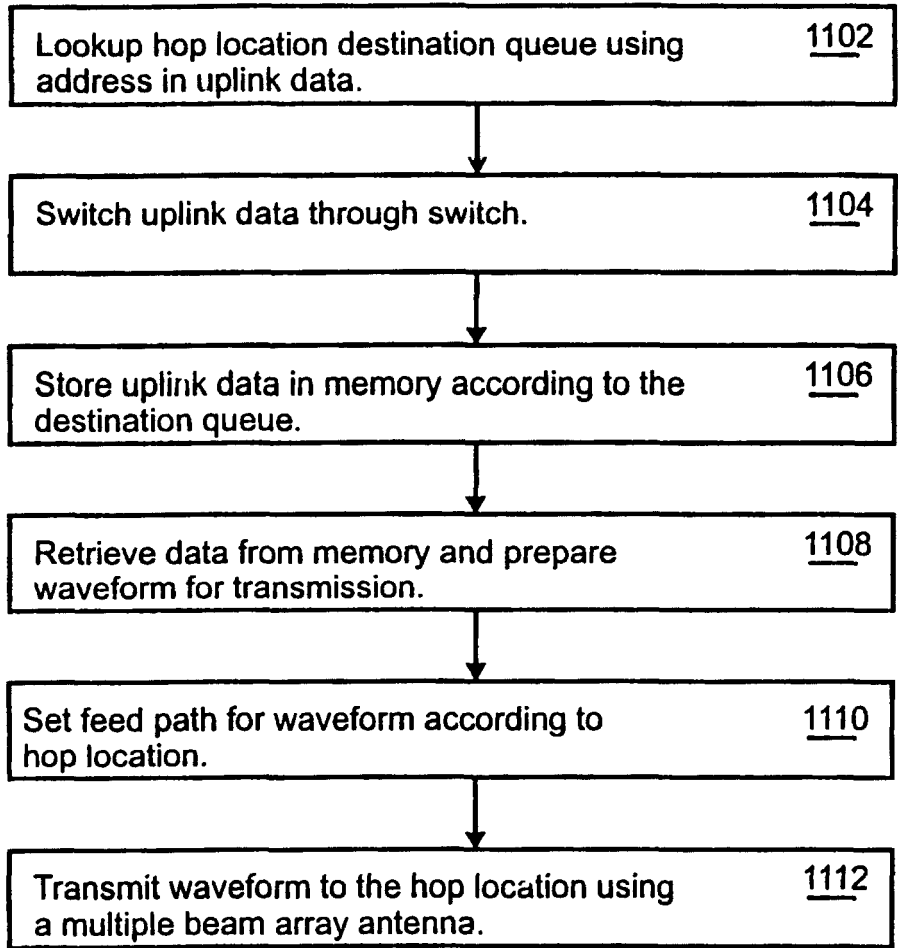 Lookup hop location destination queue using 1102
address in uplink data.
Switch uplink data through switch. 1104
Store uplink data in memory according to the 1106
destination queue.
Retrieve data from memory and prepare 1108
waveform for transmission.
Set feed path for waveform according to 1110
hop location.
Transmit waveform to the hop location using 1112
a multiple beam array antenna.